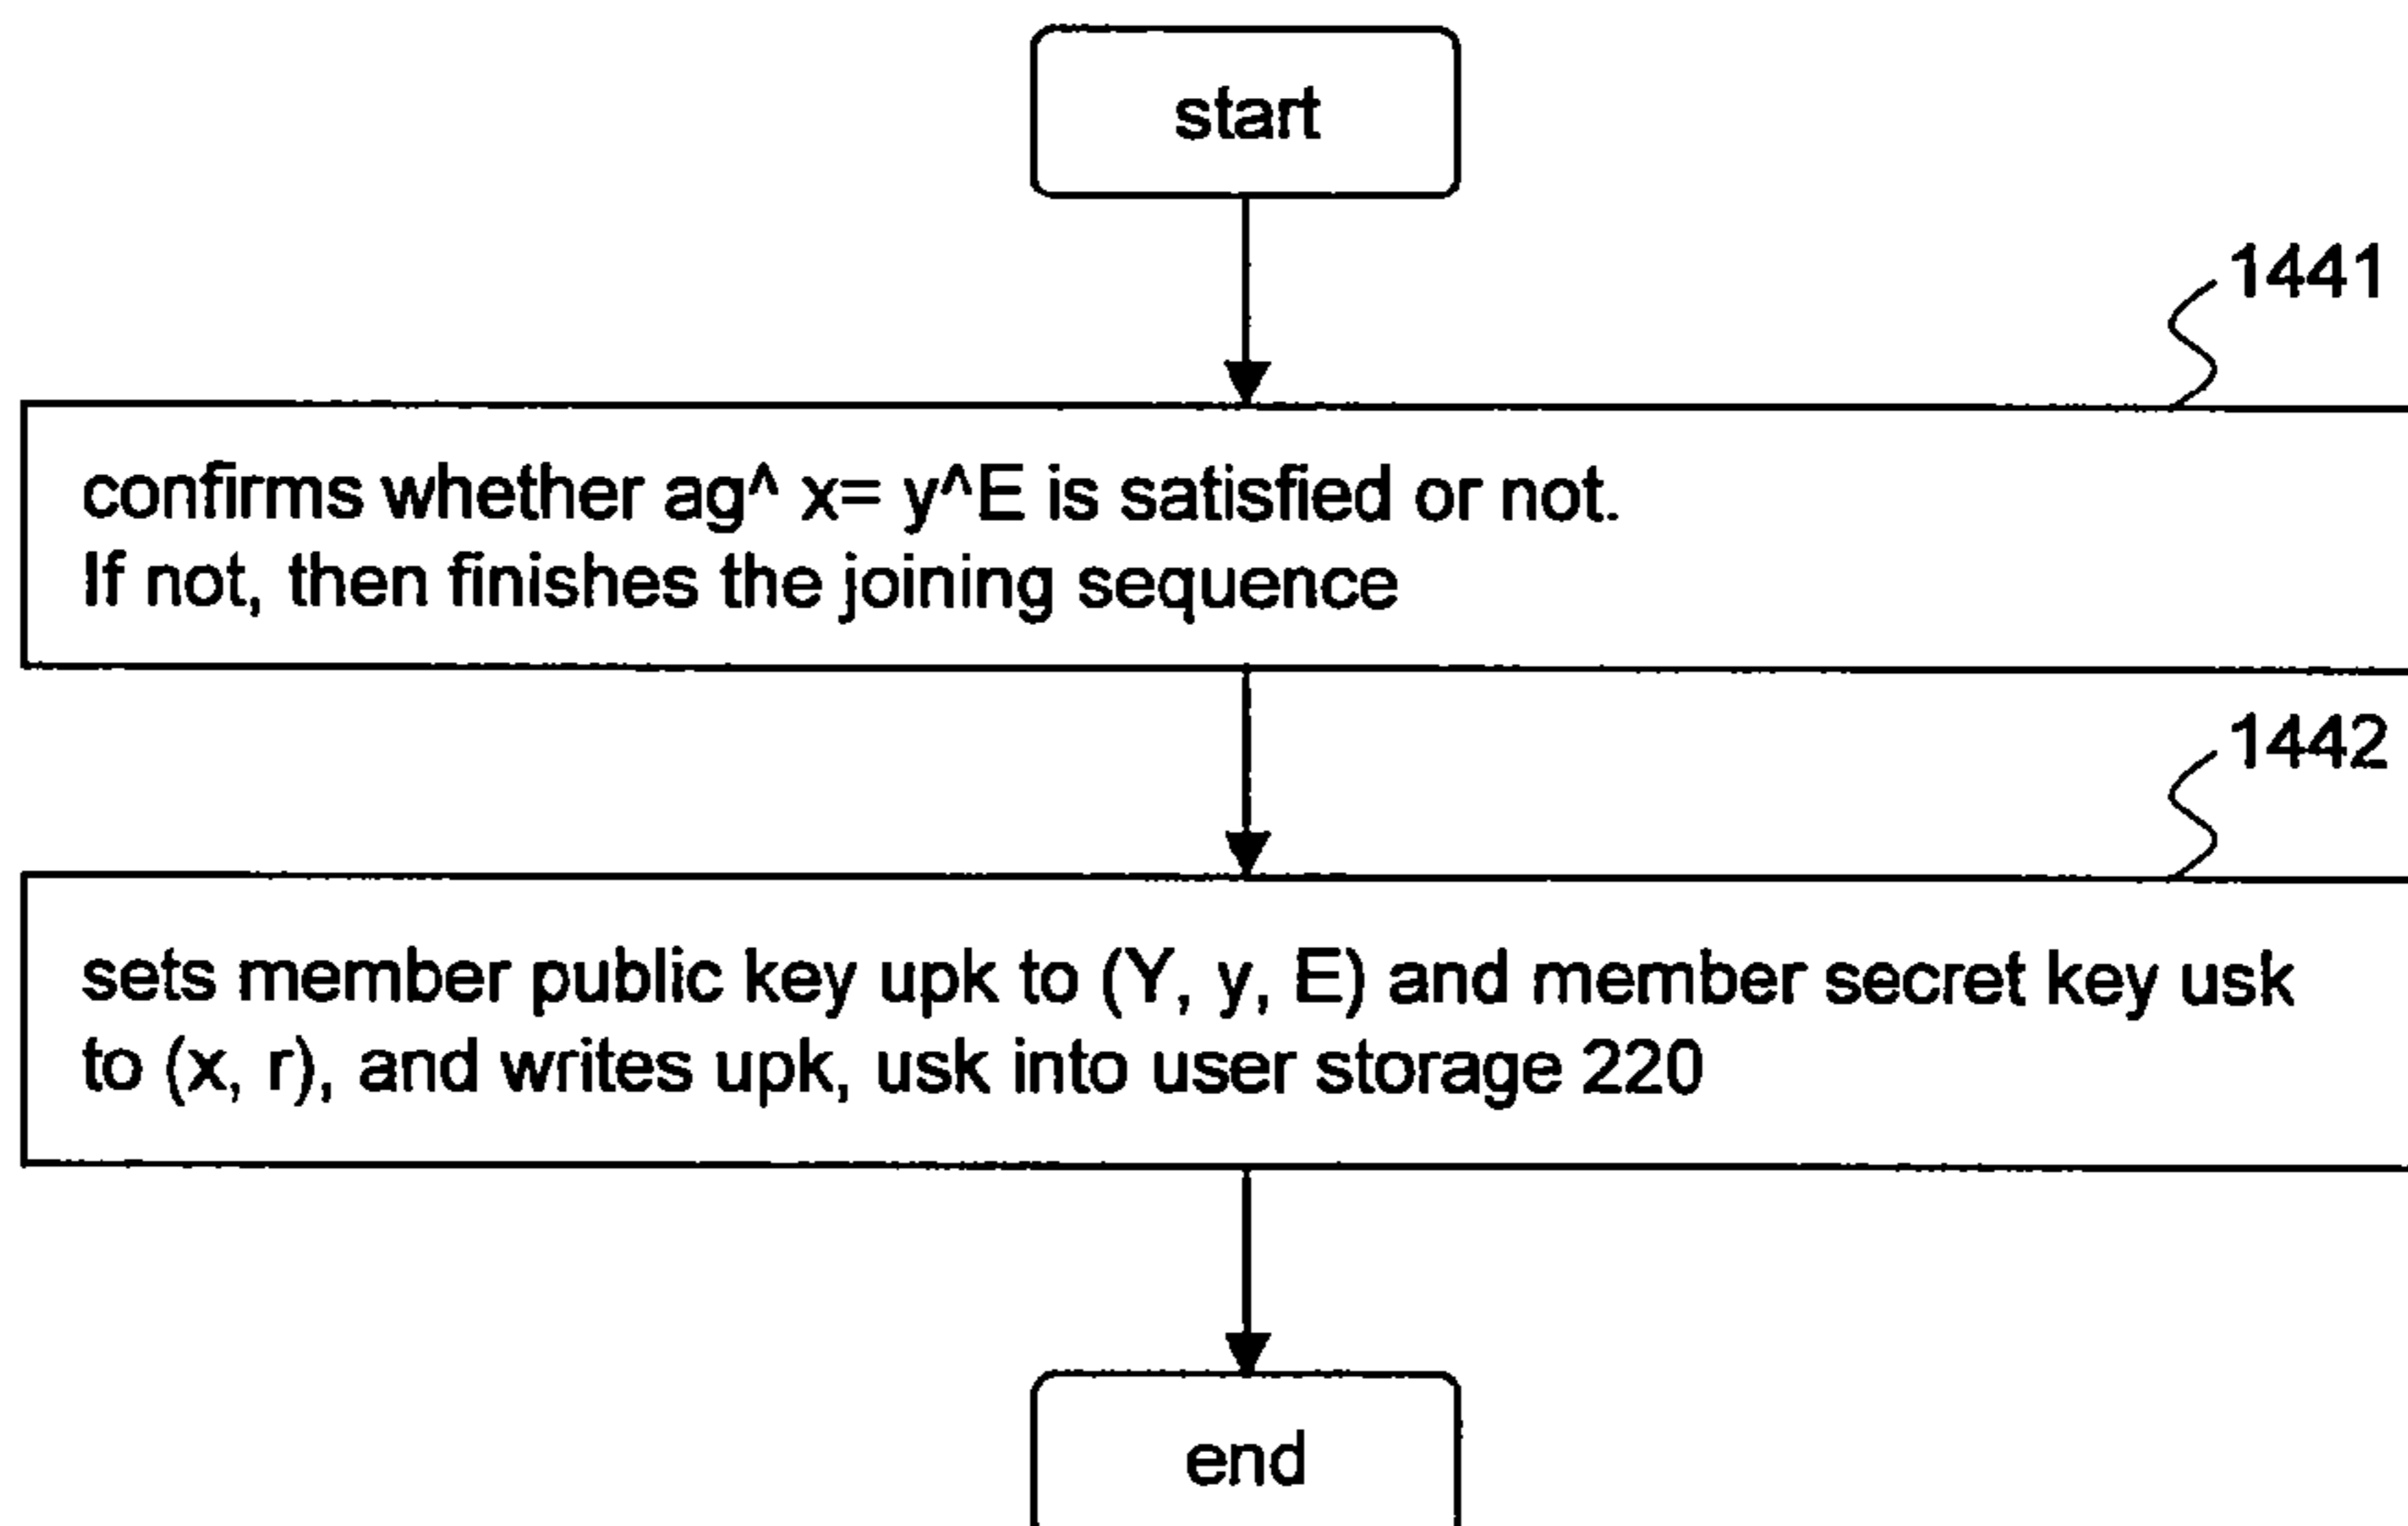 start
1441
confirms whether ag^ x= y^E is satisfied or not.
If not, then finishes the joining sequence
1442
sets member public key upk to (Y, y, E) and member secret key usk
to (x, r), and writes upk, usk into user storage 220
end